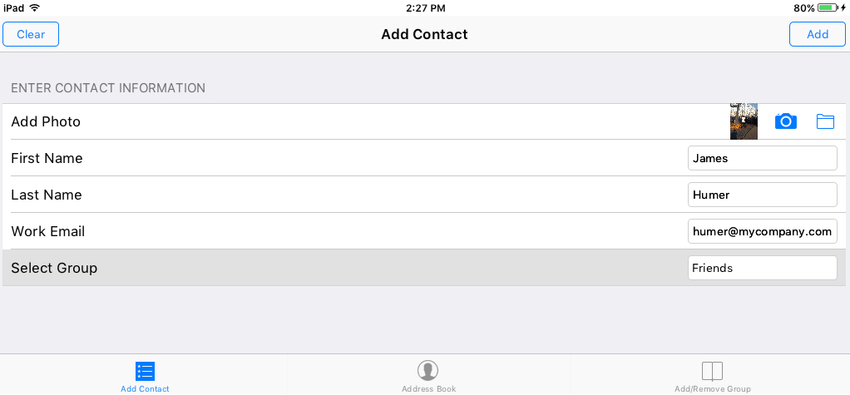 iPad 2:27 PM 80%
Clear Add Contact Add
ENTER CONTACT INFORMATION
Add Photo
First Name James
Last Name Humer
Work Email humer@mycompany.com
Select Group Friends
Add Contact Address Book Add/Remove Group